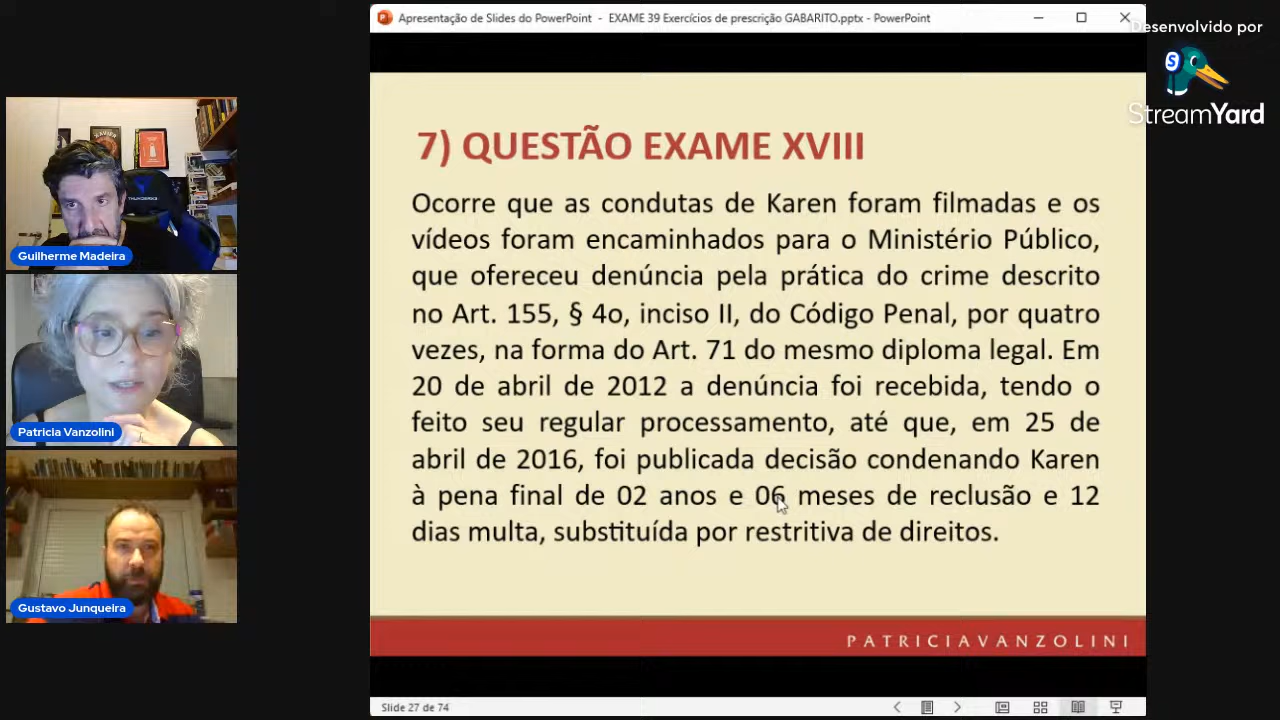 Apresentação de Slides do PowerPoint - EXAME 39 Exercícios de prescrição GABARITO.pptx - PowerPoint
Desenvolvido por
StreamYard
7) QUESTÃO EXAME XVIII
Ocorre que as condutas de Karen foram filmadas e os
vídeos foram encaminhados para o Ministério Público,
que ofereceu denúncia pela prática do crime descrito
no Art. 155, § 4o, inciso II, do Código Penal, por quatro
vezes, na forma do Art. 71 do mesmo diploma legal. Em
20 de abril de 2012 a denúncia foi recebida, tendo o
feito seu regular processamento, até que, em 25 de
abril de 2016, foi publicada decisão condenando Karen
à pena final de 02 anos e 06 meses de reclusão e 12
dias multa, substituída por restritiva de direitos.
PATRICIAVANZOLINI
Slide 27 de 74
XAVIER
THUNDERX3
Guilherme Madeira
Patricia Vanzolini
Gustavo Junqueira